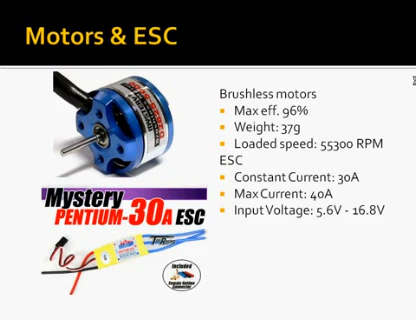 Motors & ESC
Brushless motors
Max eff. 96%
Weight: 37g
Loaded speed: 55300 RPM
ESC
Constant Current: 30A
Max Current: 40A
Input Voltage: 5.6V - 16.8V
Mystery
PENTIUM-30A ESC
Included